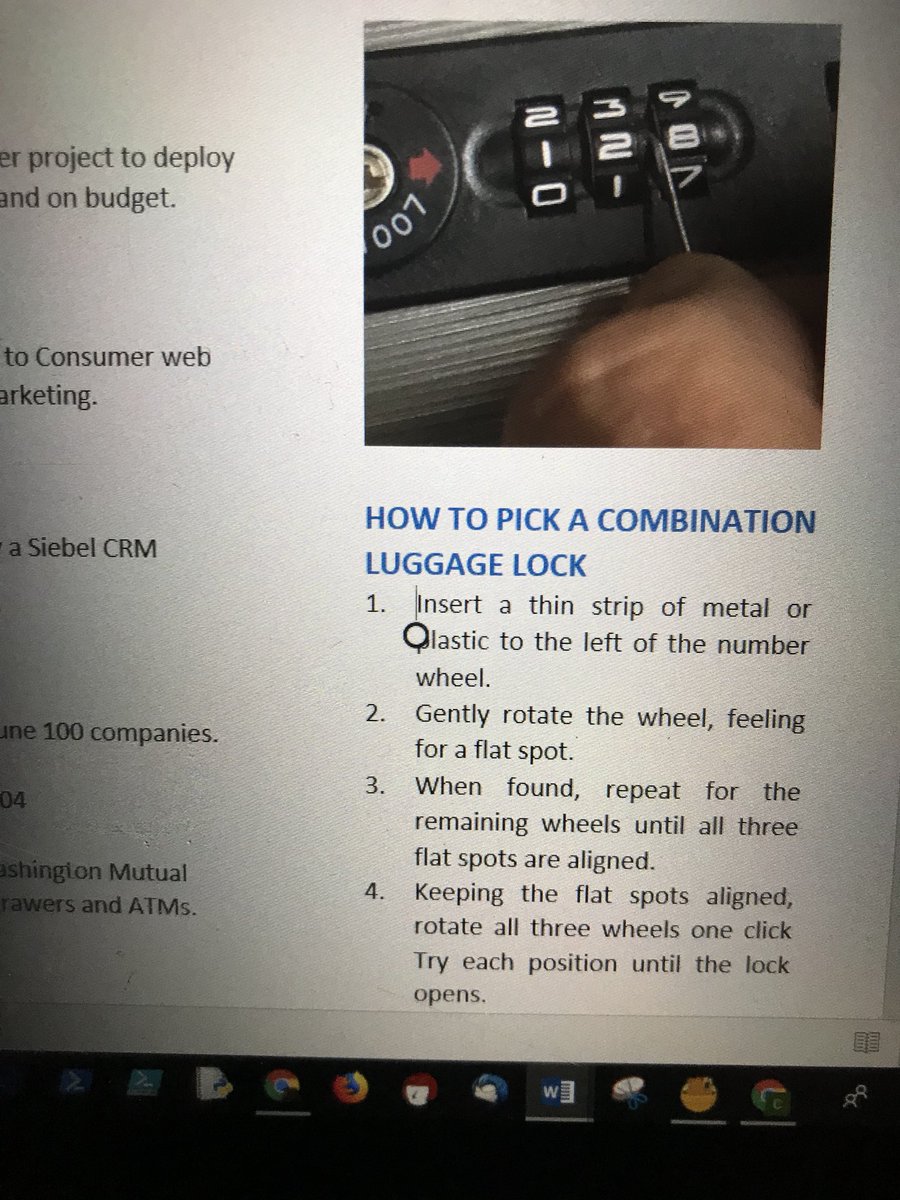 er project to deploy
and on budget.
to Consumer web
arketing.
a Siebel CRM
une 100 companies.
04
ashington Mutual
rawers and ATMs.
2 3 9
1 2 8
0 1 7
007
HOW TO PICK A COMBINATION
LUGGAGE LOCK
1. Insert a thin strip of metal or
plastic to the left of the number
wheel.
2. Gently rotate the wheel, feeling
for a flat spot.
3. When found, repeat for the
remaining wheels until all three
flat spots are aligned.
4. Keeping the flat spots aligned,
rotate all three wheels one click
Try each position until the lock
opens.